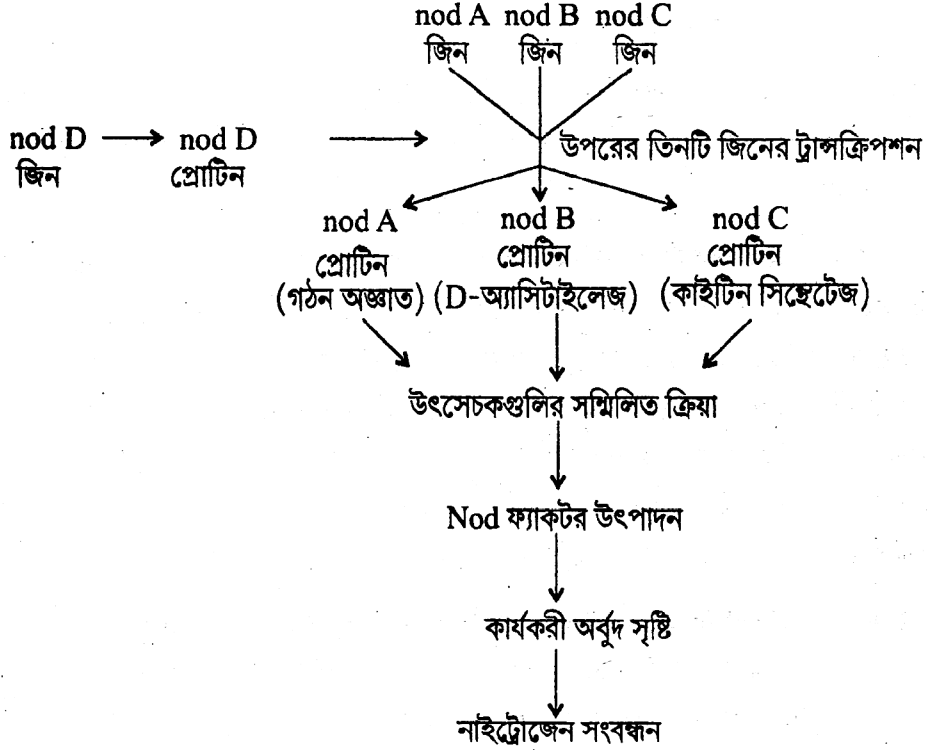 nod A nod B nod C
জিন জিন জিন
nod D nod D
জিন প্রোটিন
উপরের তিনটি জিনের ট্রান্সক্রিপশন
nod A nod B nod C
প্রোটিন প্রোটিন প্রোটিন
(গঠন অজ্ঞাত) (D-অ্যাসিটাইলেজ) (কাইটিন সিন্থেটেজ)
উৎসেচকগুলির সম্মিলিত ক্রিয়া
Nod ফ্যাকটর উৎপাদন
কার্যকরী অর্বুদ সৃষ্টি
নাইট্রোজেন সংবন্ধন